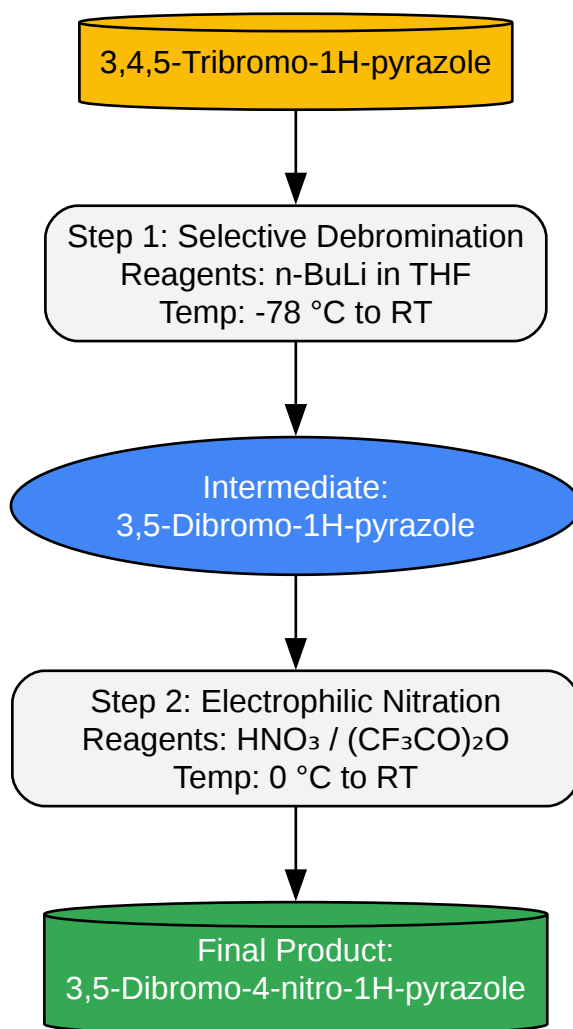 3,4,5-Tribromo-1H-pyrazole
Step 1: Selective Debromination
Reagents: n-BuLi in THF
Temp: -78 °C to RT
Intermediate:
3,5-Dibromo-1H-pyrazole
Step 2: Electrophilic Nitration
Reagents: HNO₃ / (CF₃CO)₂O
Temp: 0 °C to RT
Final Product:
3,5-Dibromo-4-nitro-1H-pyrazole